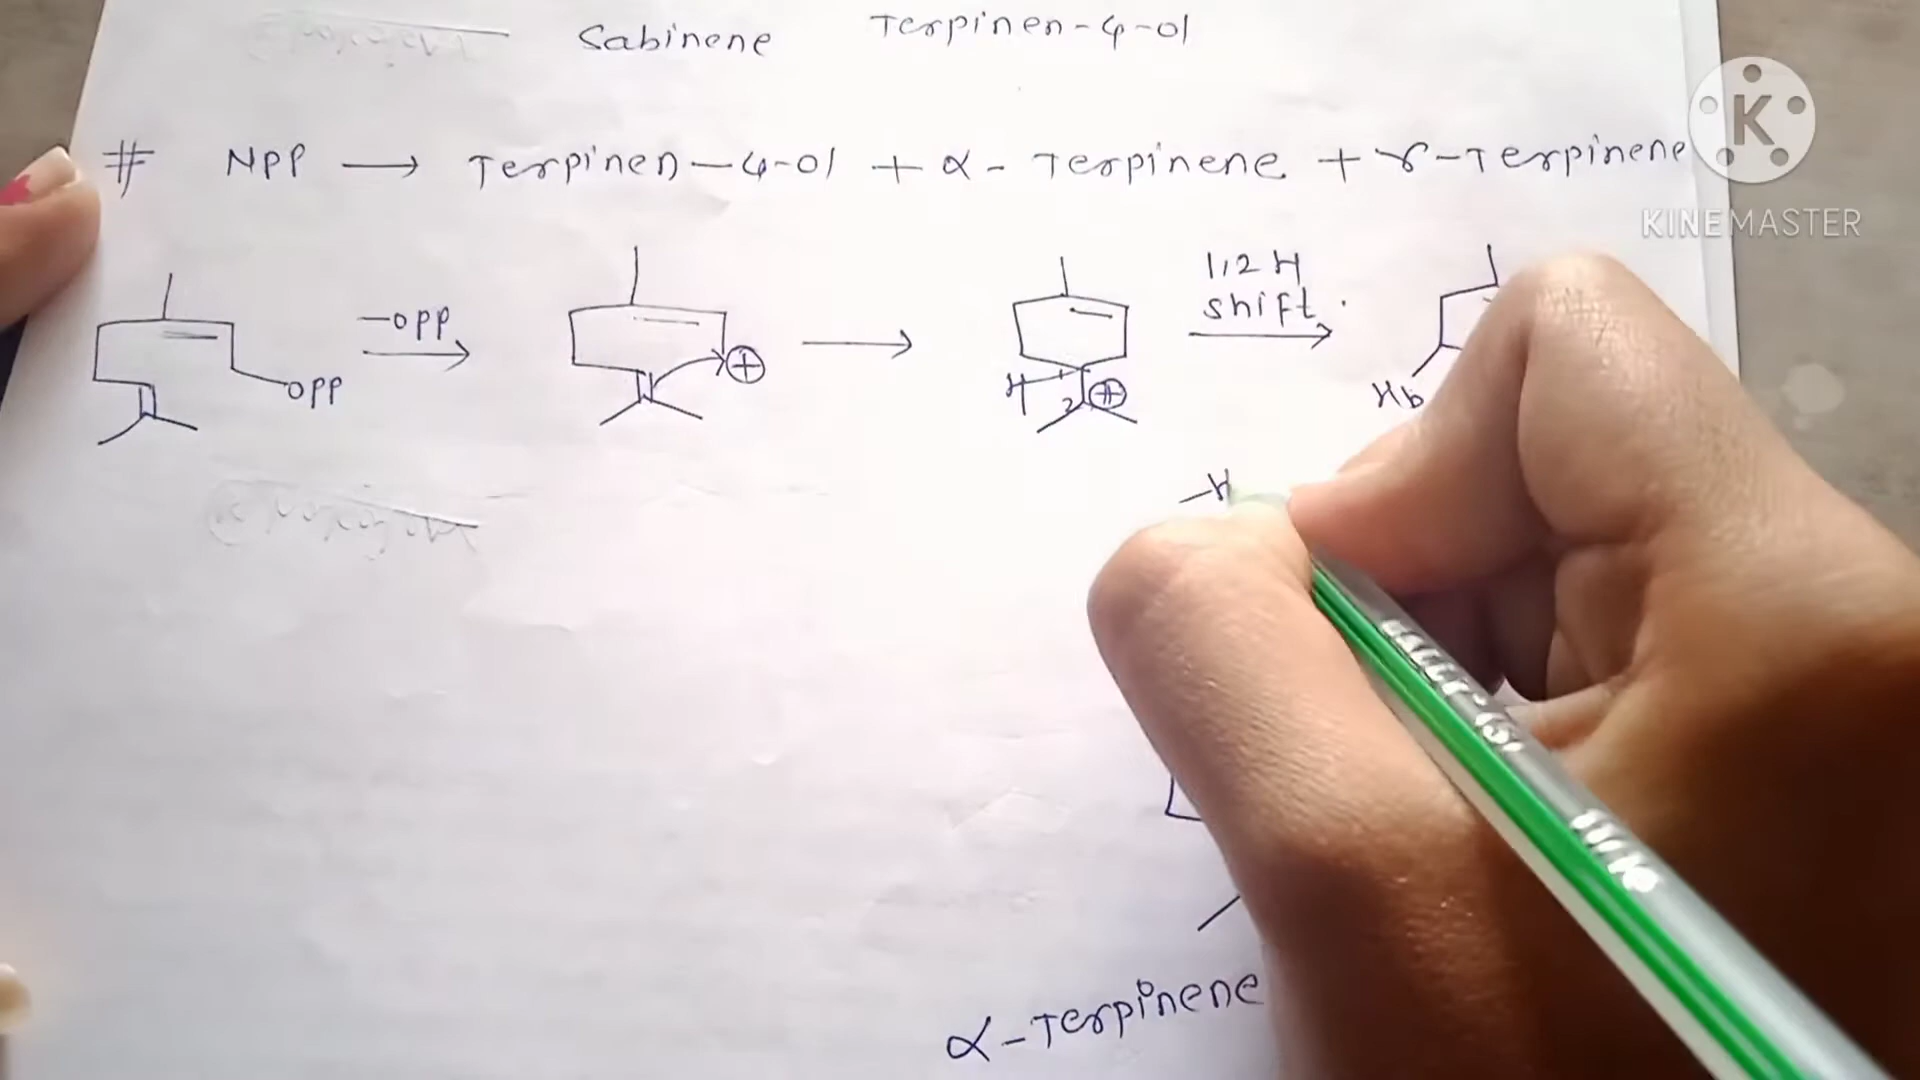 Sabinene Terpinen-4-ol
# NPP → Terpinen-4-ol + α-Terpinene + γ-Terpinene
K
KINEMASTER
-OPP
1,2 H
shift.
OPP
H 1
2
Hb
-H
α-Terpinene